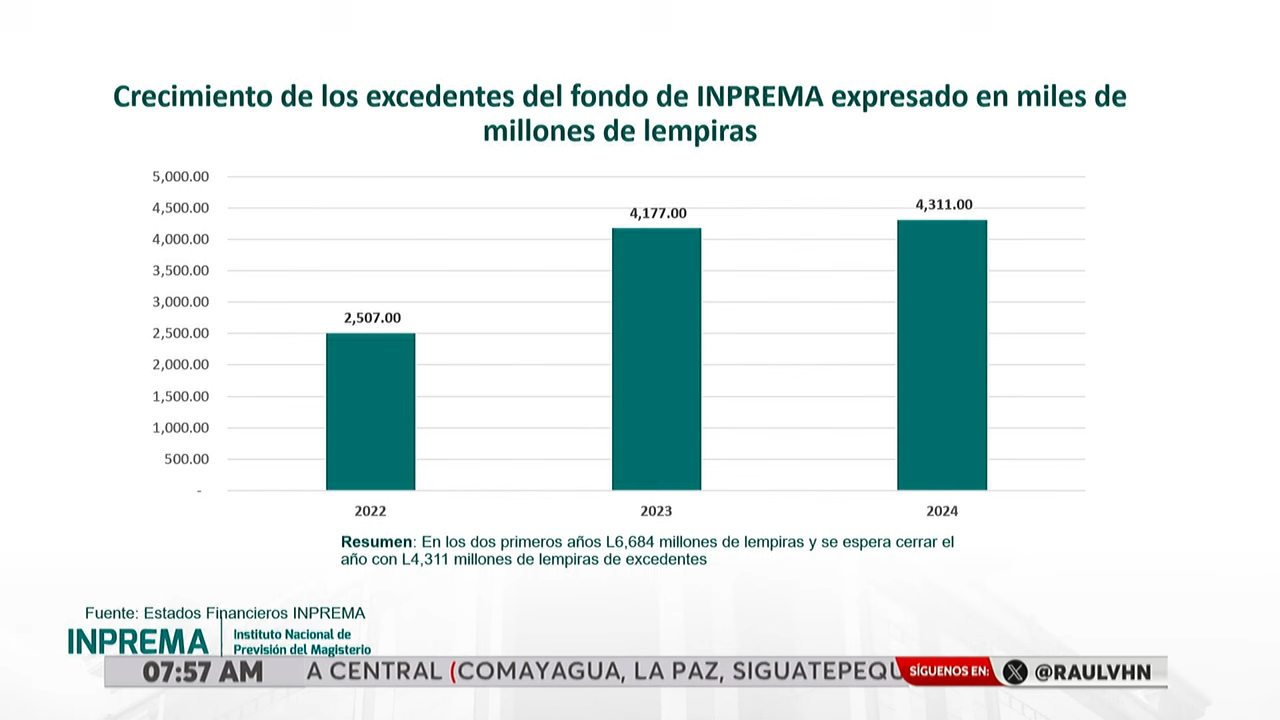 Crecimiento de los excedentes del fondo de INPREMA expresado en miles de
millones de lempiras
5,000.00
4,500.00
4,000.00
3,500.00
3,000.00
2,500.00
2,000.00
1,500.00
1,000.00
500.00
-
2,507.00
4,177.00
4,311.00
2022
2023
2024
Resumen: En los dos primeros años L6,684 millones de lempiras y se espera cerrar el
año con L4,311 millones de lempiras de excedentes
Fuente: Estados Financieros INPREMA
INPREMA
Instituto Nacional de
Previsión del Magisterio
07:57 AM
A CENTRAL (COMAYAGUA, LA PAZ, SIGUATEPEQU
SÍGUENOS EN:
X @RAULVHN